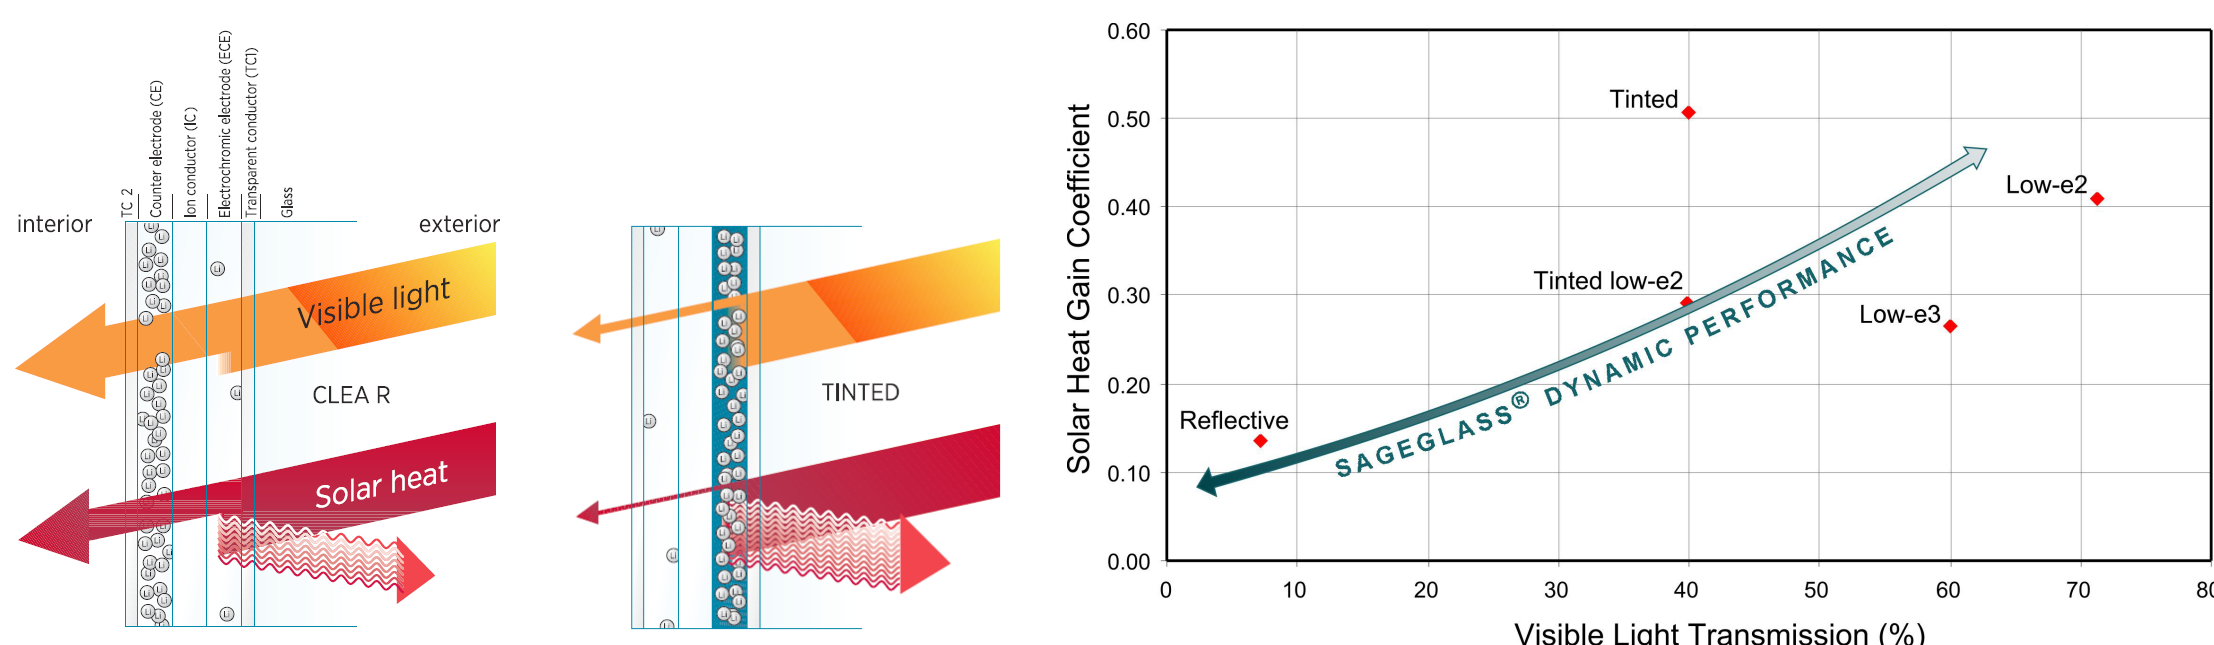 interior
TC 2
Counter electrode (CE)
Ion conductor (IC)
Electrochromic electrode (ECE)
Transparent conductor (TC1)
Glass
exterior
Visible light
CLEA R
Solar heat
TINTED
Solar Heat Gain Coefficient
0.60
0.50
0.40
0.30
0.20
0.10
0.00
Tinted
Low-e2
Tinted low-e2
Low-e3
Reflective
SAGEGLASS® DYNAMIC PERFORMANCE
0 10 20 30 40 50 60 70 80
Visible Light Transmission (%)